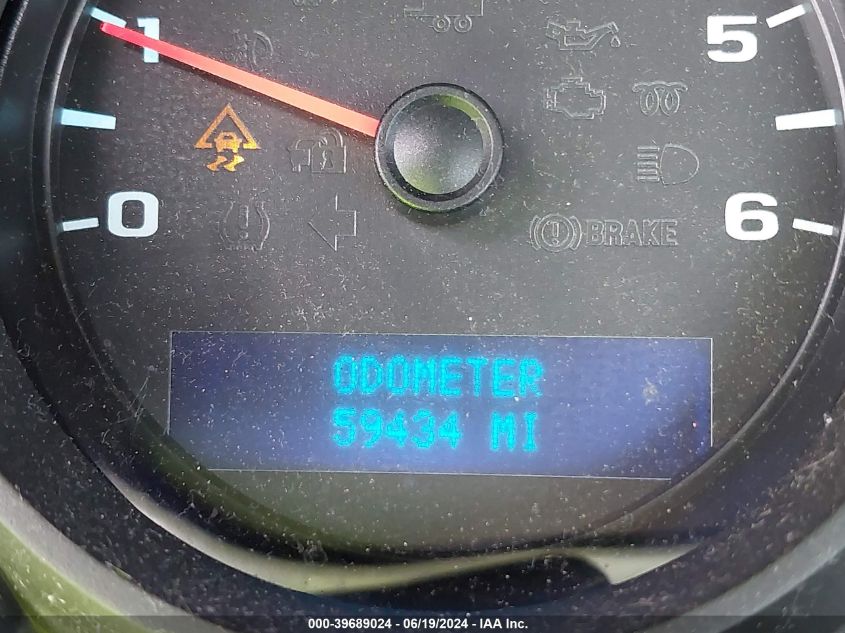 1
5
0
6
BRAKE
ODOMETER
59434 MI
000-39689024 - 06/19/2024 - IAA Inc.